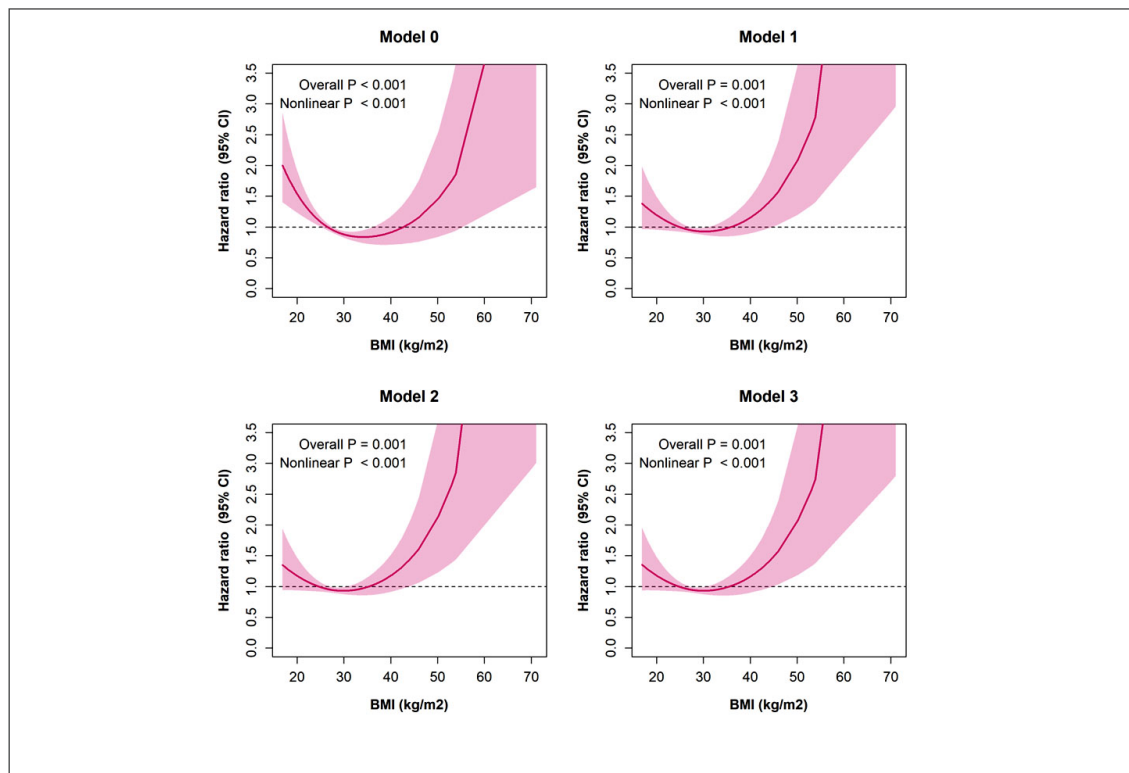 Model 0
Overall P < 0.001
Nonlinear P < 0.001
Hazard ratio (95% CI)
0.0 0.5 1.0 1.5 2.0 2.5 3.0 3.5
20 30 40 50 60 70
BMI (kg/m2)
Model 1
Overall P = 0.001
Nonlinear P < 0.001
Hazard ratio (95% CI)
0.0 0.5 1.0 1.5 2.0 2.5 3.0 3.5
20 30 40 50 60 70
BMI (kg/m2)
Model 2
Overall P = 0.001
Nonlinear P < 0.001
Hazard ratio (95% CI)
0.0 0.5 1.0 1.5 2.0 2.5 3.0 3.5
20 30 40 50 60 70
BMI (kg/m2)
Model 3
Overall P = 0.001
Nonlinear P < 0.001
Hazard ratio (95% CI)
0.0 0.5 1.0 1.5 2.0 2.5 3.0 3.5
20 30 40 50 60 70
BMI (kg/m2)